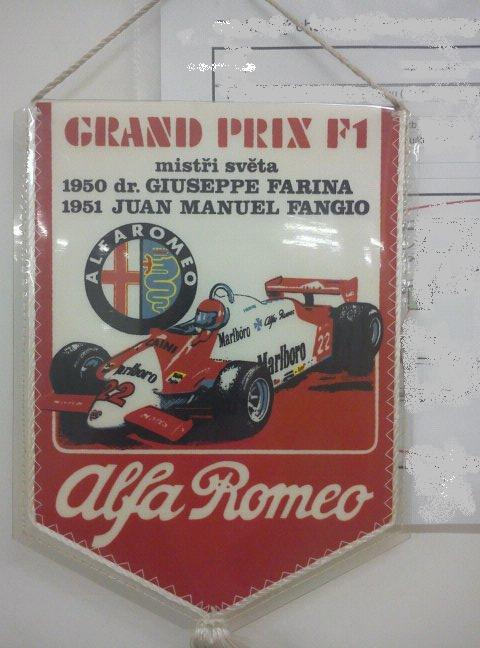 GRAND PRIX F1
mistři světa
1950 dr. GIUSEPPE FARINA
1951 JUAN MANUEL FANGIO
ALFA ROMEO
Marlboro
Alfa Romeo
Marlboro
22
Marlboro
22
Alfa Romeo